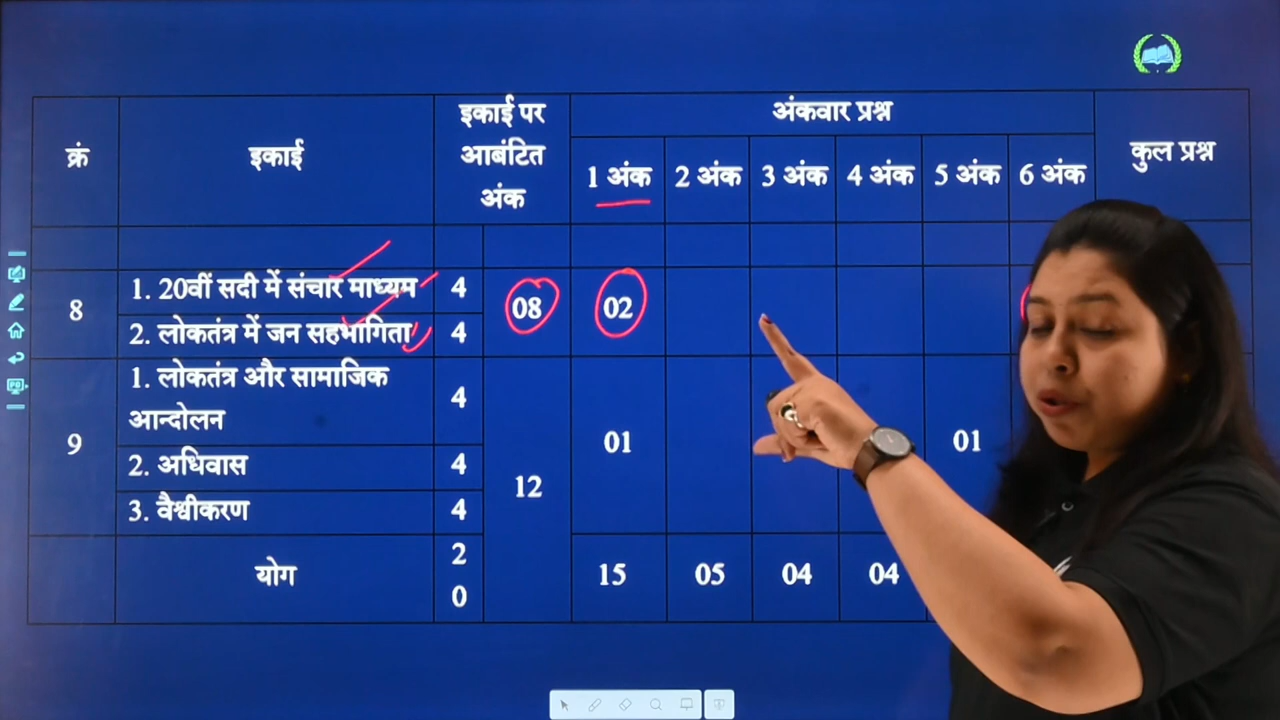 क्रं इकाई इकाई पर आबंटित अंक अंकवार प्रश्न कुल प्रश्न
1 अंक 2 अंक 3 अंक 4 अंक 5 अंक 6 अंक
8 1. 20वीं सदी में संचार माध्यम 4 08 02
2. लोकतंत्र में जन सहभागिता 4
9 1. लोकतंत्र और सामाजिक आन्दोलन 4 12 01 01
2. अधिवास 4
3. वैश्वीकरण 4
योग 20 15 05 04 04